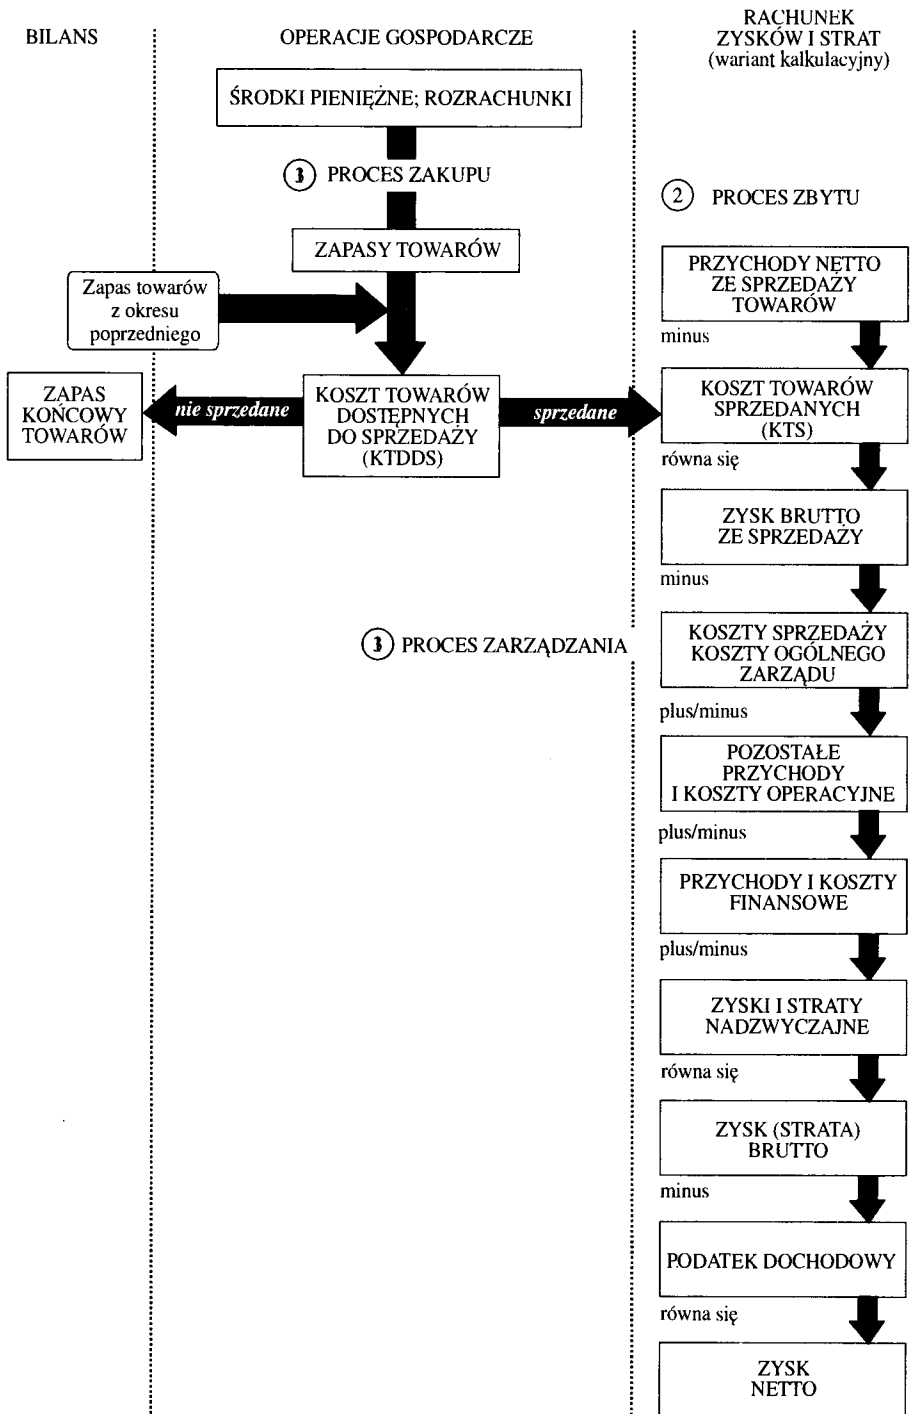 BILANS
OPERACJE GOSPODARCZE
RACHUNEK
ZYSKÓW I STRAT
(wariant kalkulacyjny)
ŚRODKI PIENIĘŻNE; ROZRACHUNKI
PROCES ZAKUPU
2 PROCES ZBYTU
ZAPASY TOWARÓW
PRZYCHODY NETTO
ZE SPRZEDAŻY
TOWARÓW
Zapas towarów
z okresu
poprzedniego
minus
ZAPAS
KOŃCOWY
TOWARÓW
nie sprzedane
KOSZT TOWARÓW
DOSTĘPNYCH
DO SPRZEDAŻY
(KTDDS)
sprzedane
KOSZT TOWARÓW
SPRZEDANYCH
(KTS)
równa się
ZYSK BRUTTO
ZE SPRZEDAŻY
minus
3 PROCES ZARZĄDZANIA
KOSZTY SPRZEDAŻY
KOSZTY OGÓLNEGO
ZARZĄDU
plus/minus
POZOSTAŁE
PRZYCHODY
I KOSZTY OPERACYJNE
plus/minus
PRZYCHODY I KOSZTY
FINANSOWE
plus/minus
ZYSKI I STRATY
NADZWYCZAJNE
równa się
ZYSK (STRATA)
BRUTTO
minus
PODATEK DOCHODOWY
równa się
ZYSK
NETTO